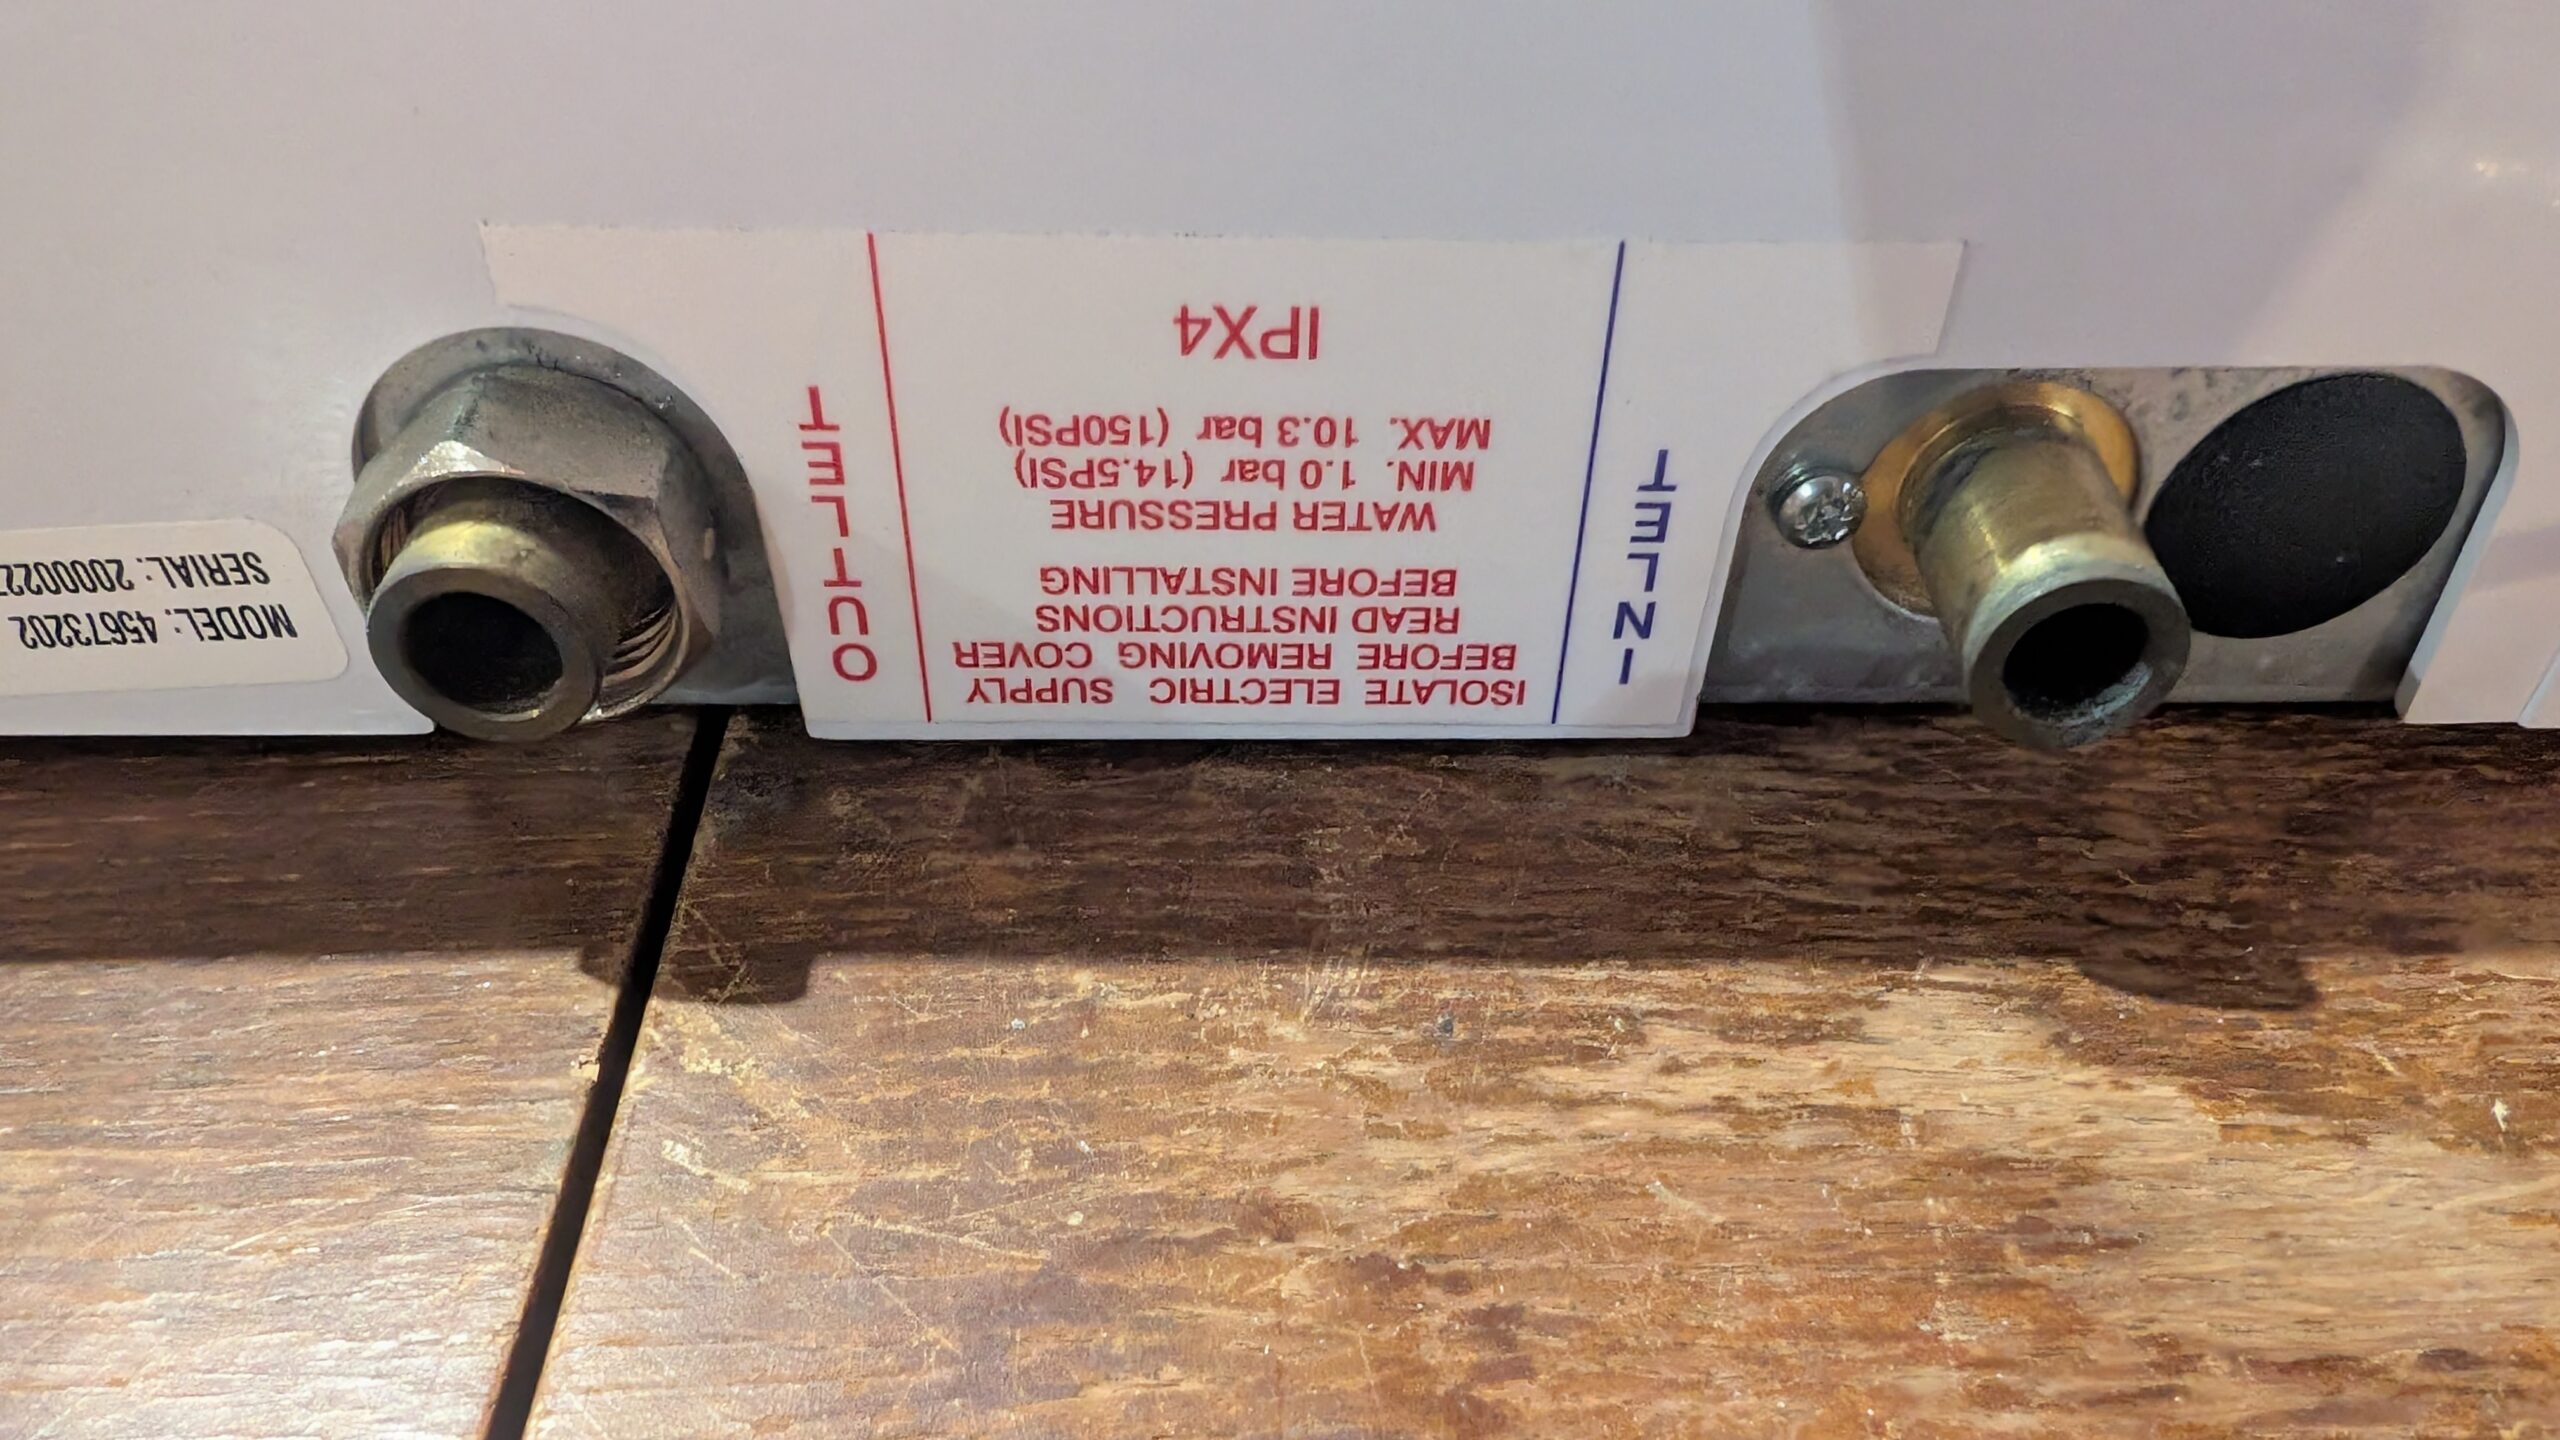 ISOLATE ELECTRIC SUPPLY
BEFORE REMOVING COVER
READ INSTRUCTIONS
BEFORE INSTALLING
WATER PRESSURE
MIN. 1.0 bar (14.5PSI)
MAX. 10.3 bar (150PSI)
IPX4
INLET
OUTLET
MODEL: 45673202
SERIAL: